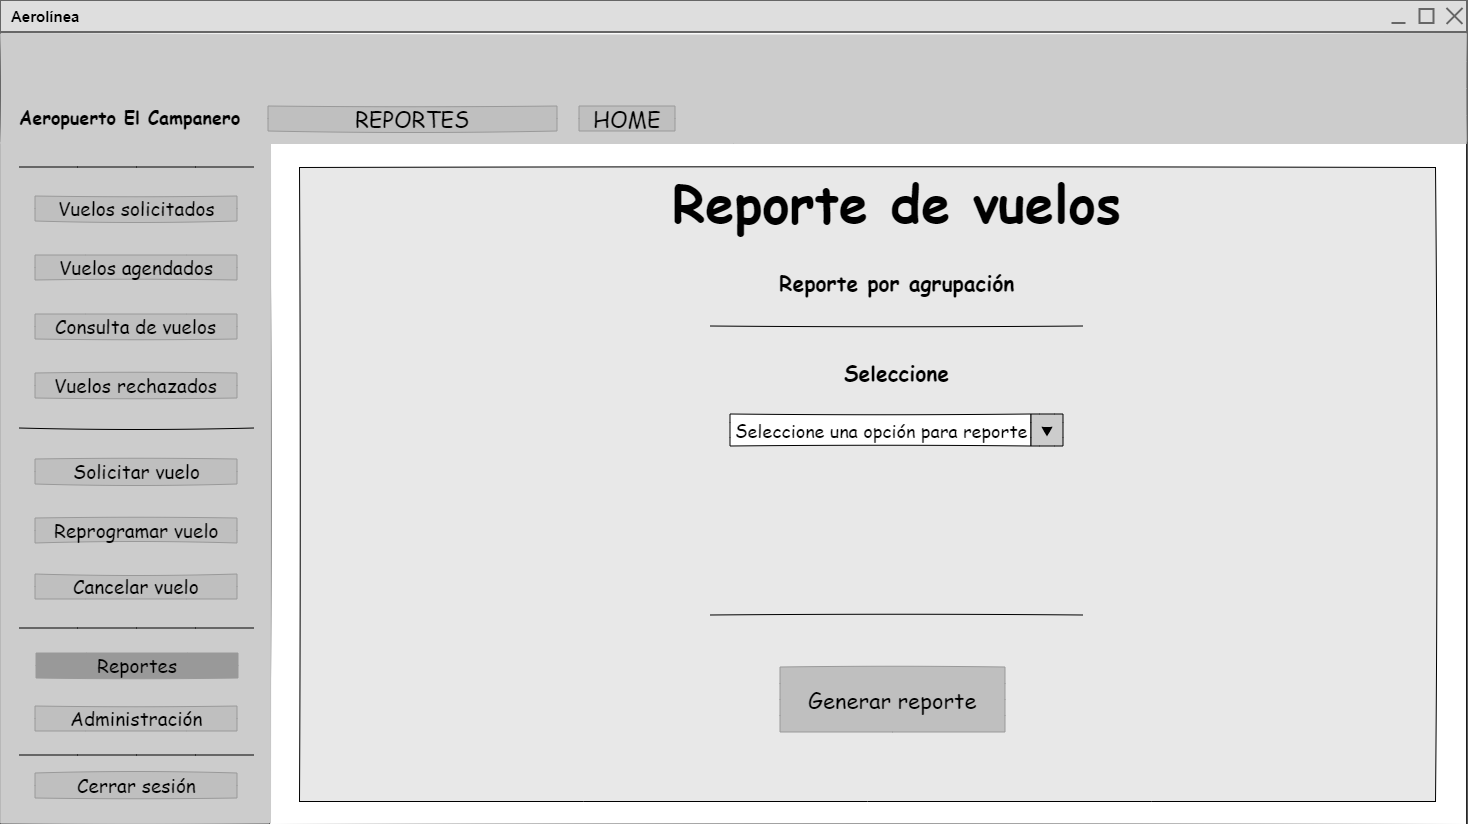 Aerolínea
Aeropuerto El Campanero
REPORTES
HOME
Vuelos solicitados
Vuelos agendados
Consulta de vuelos
Vuelos rechazados
Solicitar vuelo
Reprogramar vuelo
Cancelar vuelo
Reportes
Administración
Cerrar sesión
Reporte de vuelos
Reporte por agrupación
Seleccione
Seleccione una opción para reporte
Generar reporte